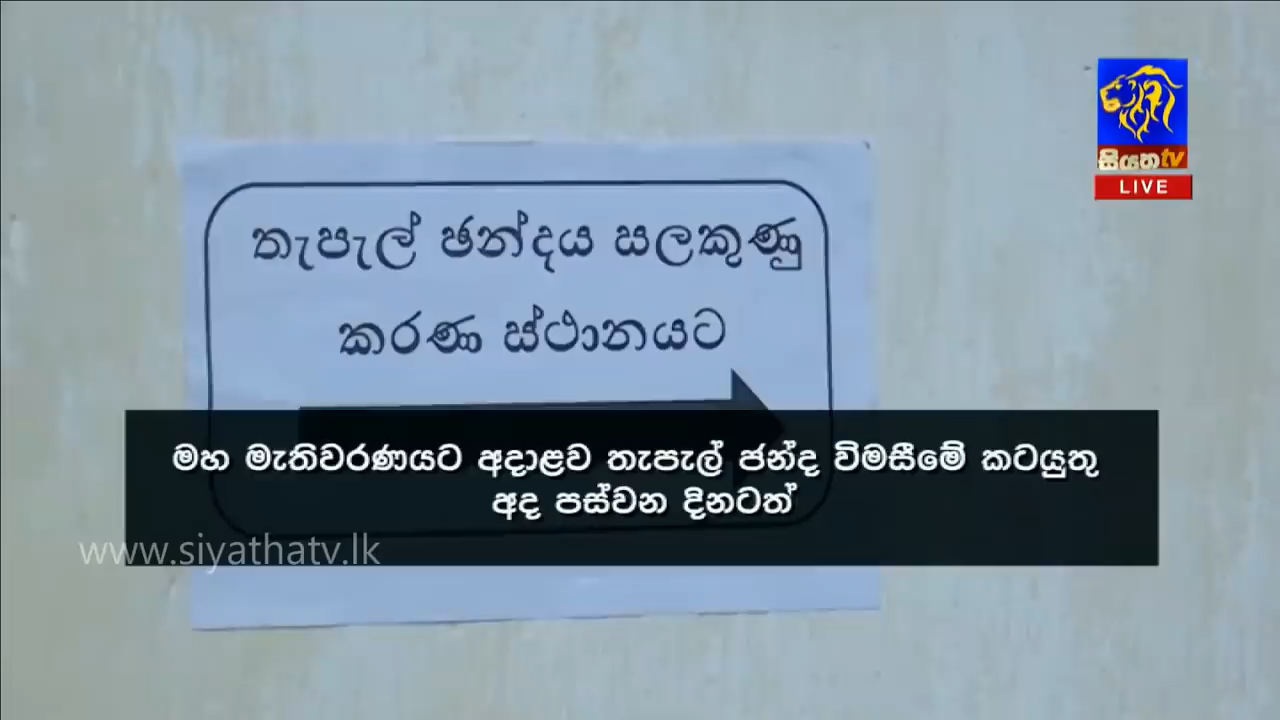 සියතtv
LIVE
තැපැල් ඡන්දය සලකුණු
කරණ ස්ථානයට
මහ මැතිවරණයට අදාළව තැපැල් ඡන්ද විමසීමේ කටයුතු
අද පස්වන දිනටත්
www.siyathatv.lk